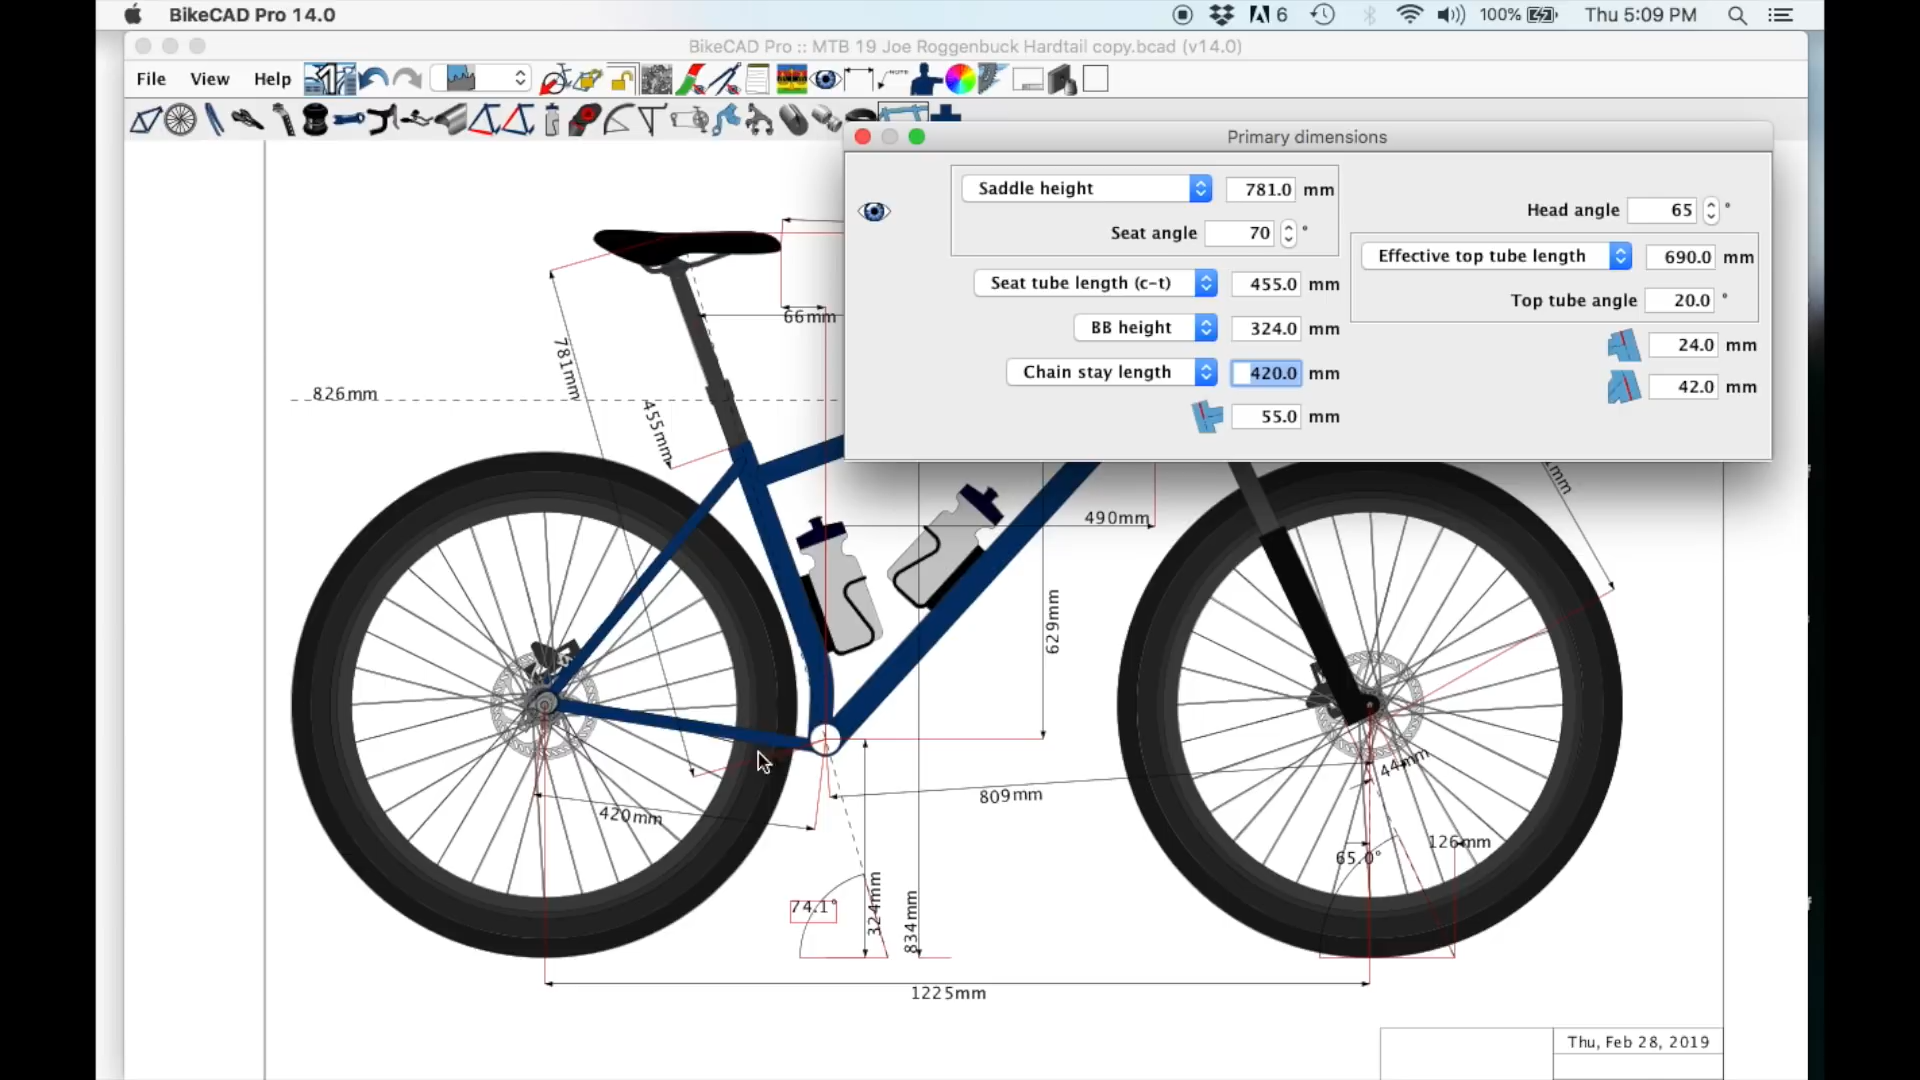 BikeCAD Pro 14.0
6
100%
Thu 5:09 PM
BikeCAD Pro :: MTB 19 Joe Roggenbuck Hardtail copy.bcad (v14.0)
File View Help
NOTE
Primary dimensions
Saddle height 781.0 mm
Seat angle 70 °
Seat tube length (c-t) 455.0 mm
BB height 324.0 mm
Chain stay length 420.0 mm
55.0 mm
Head angle 65 °
Effective top tube length 690.0 mm
Top tube angle 20.0 °
24.0 mm
42.0 mm
66mm
781mm
826mm
455mm
490mm
629mm
420mm
809mm
44mm
65.0°
126mm
74.1°
324mm
834mm
1225mm
Thu, Feb 28, 2019